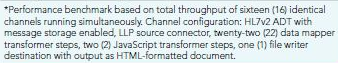 *Performance benchmark based on total throughput of sixteen (16) identical
channels running simultaneously. Channel configuration: HL7v2 ADT with
message storage enabled, LLP source connector, twenty-two (22) data mapper
transformer steps, two (2) JavaScript transformer steps, one (1) file writer
destination with output as HTML-formatted document.